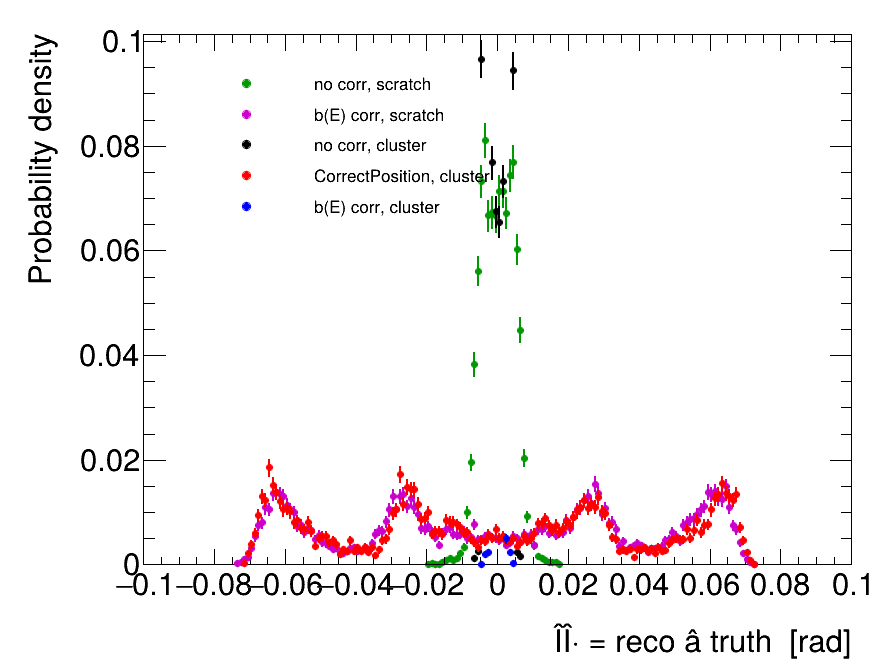 Probability density
0.1
0.08
0.06
0.04
0.02
0
no corr, scratch
b(E) corr, scratch
no corr, cluster
CorrectPosition, cluster
b(E) corr, cluster
−0.1 −0.08 −0.06 −0.04 −0.02 0 0.02 0.04 0.06 0.08 0.1
ÎÎ· = reco â truth [rad]